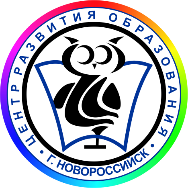 ЦЕНТР РАЗВИТИЯ ОБРАЗОВАНИЯ
Г. НОВОРОССИЙСК